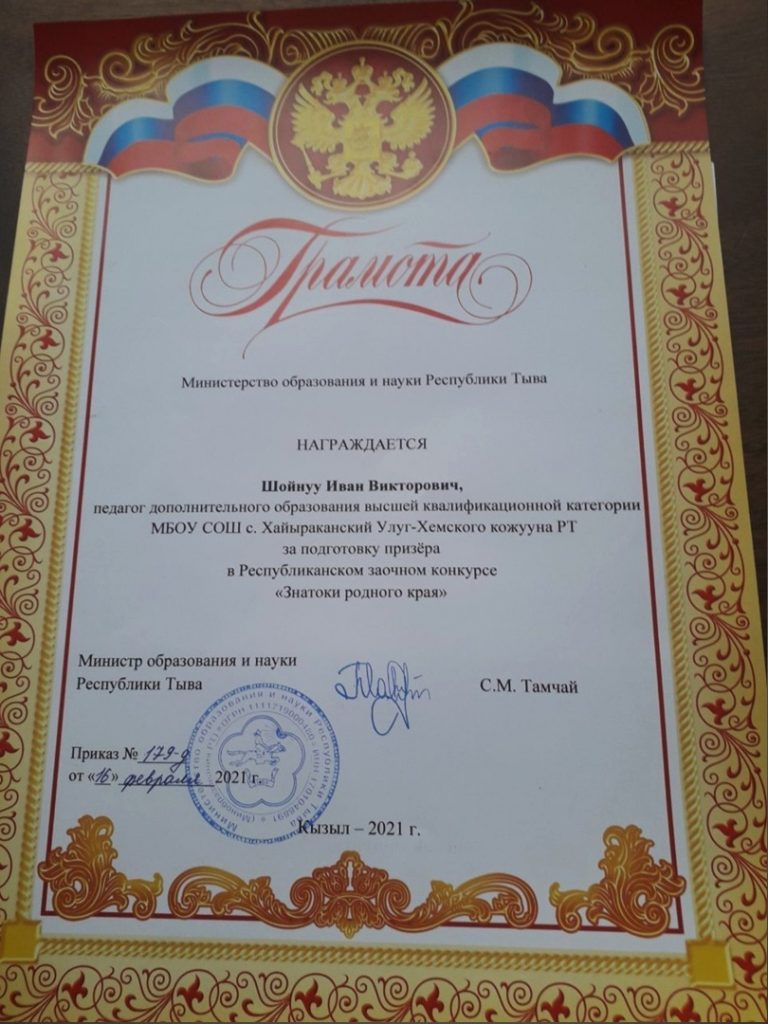 Грамота
Министерство образования и науки Республики Тыва
НАГРАЖДАЕТСЯ
Шойнуу Иван Викторович,
педагог дополнительного образования высшей квалификационной категории
МБОУ СОШ с. Хайыраканский Улуг-Хемского кожууна РТ
за подготовку призёра
в Республиканском заочном конкурсе
«Знатоки родного края»
Министр образования и науки
Республики Тыва
С.М. Тамчай
Приказ № 179-д
от «16» февраля 2021 г.
Кызыл – 2021 г.